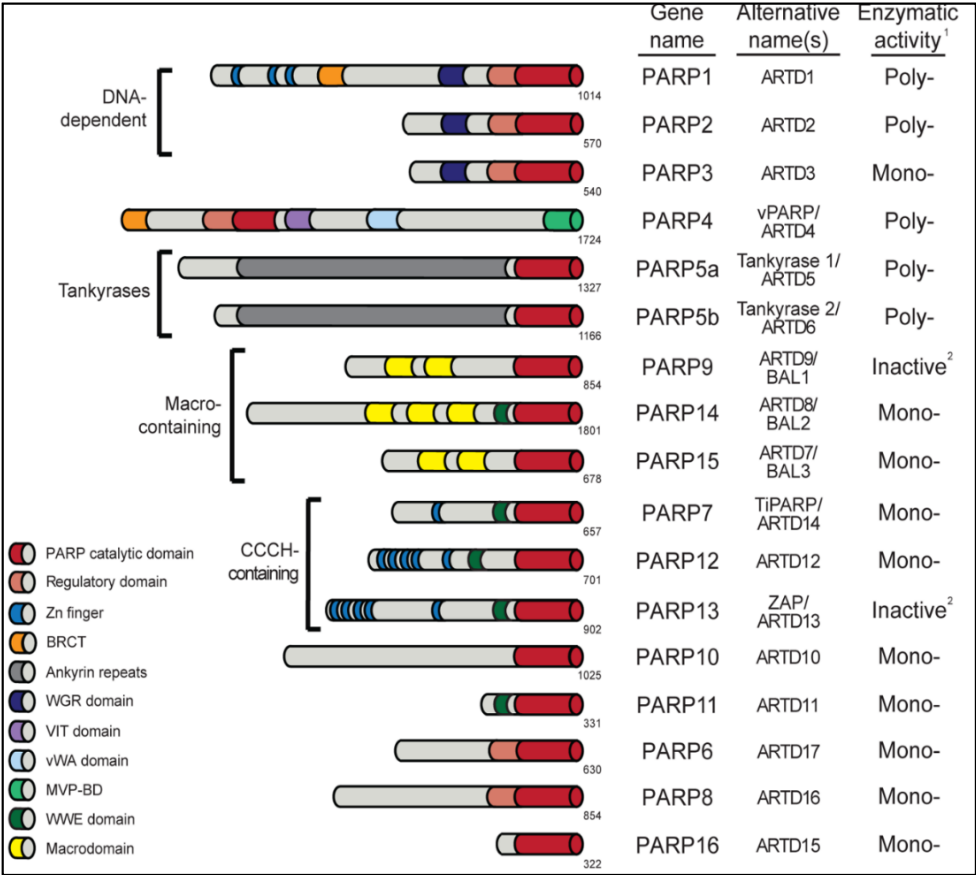 Gene name
Alternative name(s)
Enzymatic activity1
DNA-dependent
1014
PARP1
ARTD1
Poly-
570
PARP2
ARTD2
Poly-
540
PARP3
ARTD3
Mono-
1724
PARP4
vPARP/
ARTD4
Poly-
Tankyrases
1327
PARP5a
Tankyrase 1/
ARTD5
Poly-
1166
PARP5b
Tankyrase 2/
ARTD6
Poly-
Macro-
containing
854
PARP9
ARTD9/
BAL1
Inactive2
1801
PARP14
ARTD8/
BAL2
Mono-
678
PARP15
ARTD7/
BAL3
Mono-
CCCH-
containing
657
PARP7
TiPARP/
ARTD14
Mono-
701
PARP12
ARTD12
Mono-
902
PARP13
ZAP/
ARTD13
Inactive2
1025
PARP10
ARTD10
Mono-
331
PARP11
ARTD11
Mono-
630
PARP6
ARTD17
Mono-
854
PARP8
ARTD16
Mono-
322
PARP16
ARTD15
Mono-
PARP catalytic domain
Regulatory domain
Zn finger
BRCT
Ankyrin repeats
WGR domain
VIT domain
vWA domain
MVP-BD
WWE domain
Macrodomain